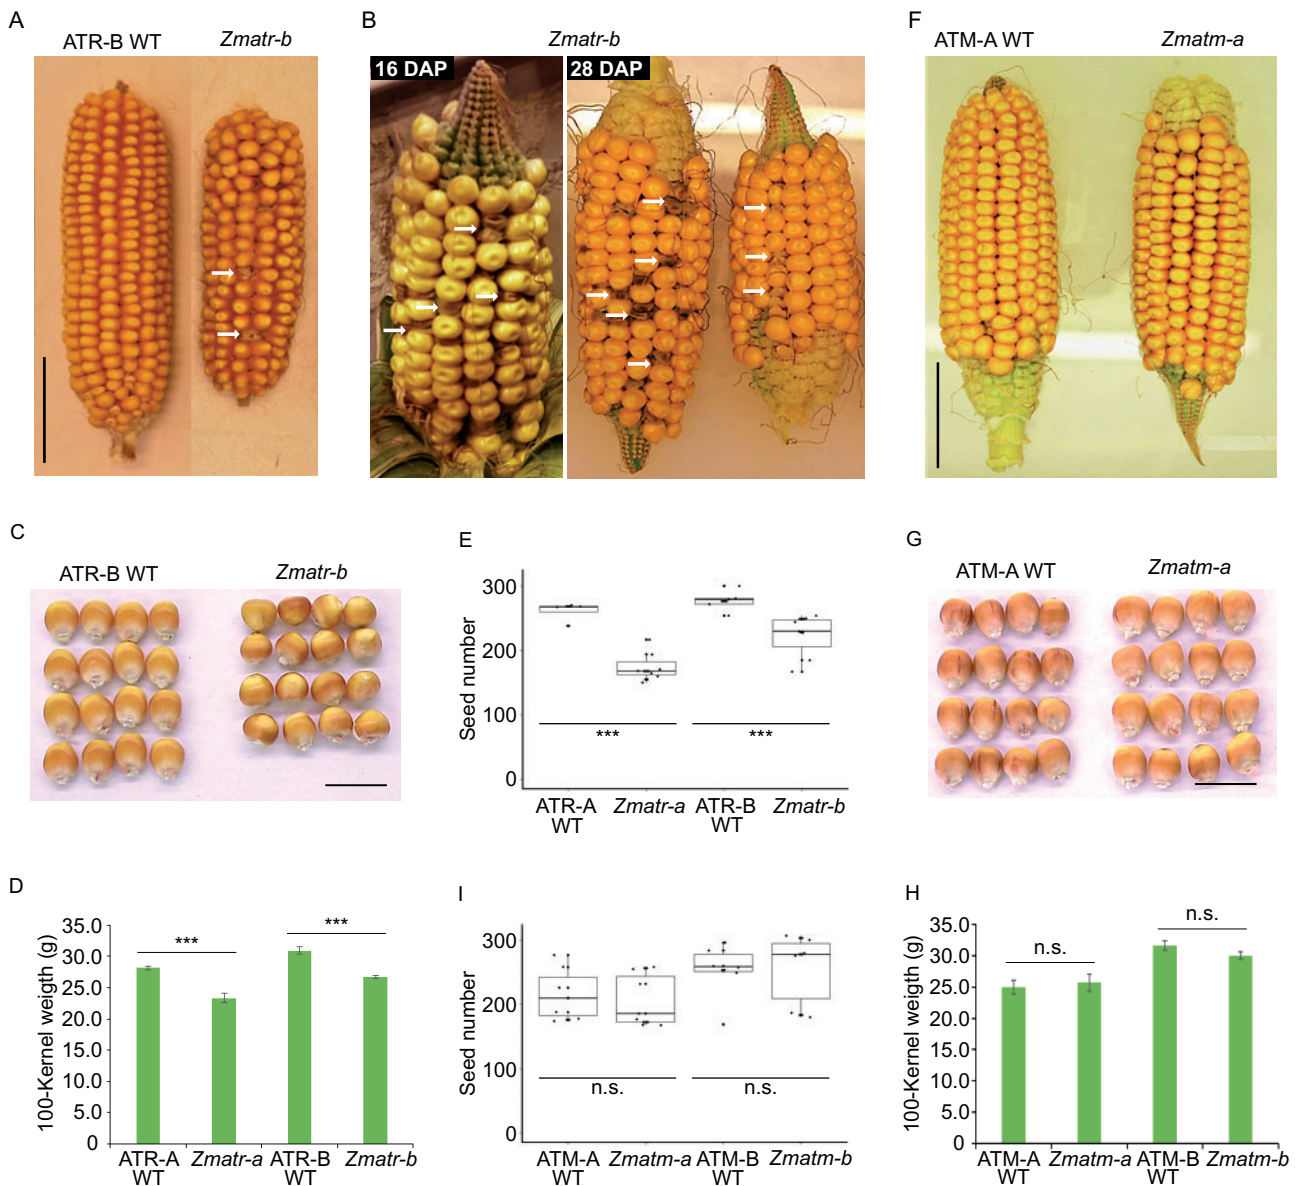 A
ATR-B WT Zmatr-b
B
Zmatr-b
16 DAP 28 DAP
F
ATM-A WT Zmatm-a
C
ATR-B WT Zmatr-b
E
Seed number
300
200
100
0
*** ***
ATR-A WT Zmatr-a ATR-B WT Zmatr-b
G
ATM-A WT Zmatm-a
D
100-Kernel weigth (g)
35.0
30.0
25.0
20.0
15.0
10.0
5.0
0
*** ***
ATR-A WT Zmatr-a ATR-B WT Zmatr-b
I
Seed number
300
200
100
0
n.s. n.s.
ATM-A WT Zmatm-a ATM-B WT Zmatm-b
H
100-Kernel weigth (g)
35.0
30.0
25.0
20.0
15.0
10.0
5.0
0
n.s. n.s.
ATM-A WT Zmatm-a ATM-B WT Zmatm-b